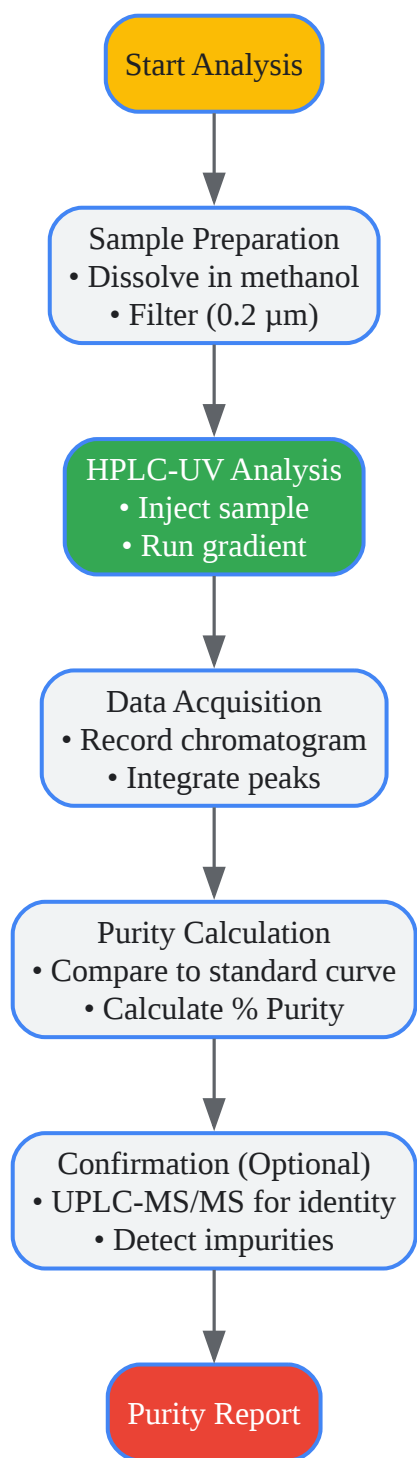 Start Analysis
Sample Preparation
• Dissolve in methanol
• Filter (0.2 µm)
HPLC-UV Analysis
• Inject sample
• Run gradient
Data Acquisition
• Record chromatogram
• Integrate peaks
Purity Calculation
• Compare to standard curve
• Calculate % Purity
Confirmation (Optional)
• UPLC-MS/MS for identity
• Detect impurities
Purity Report